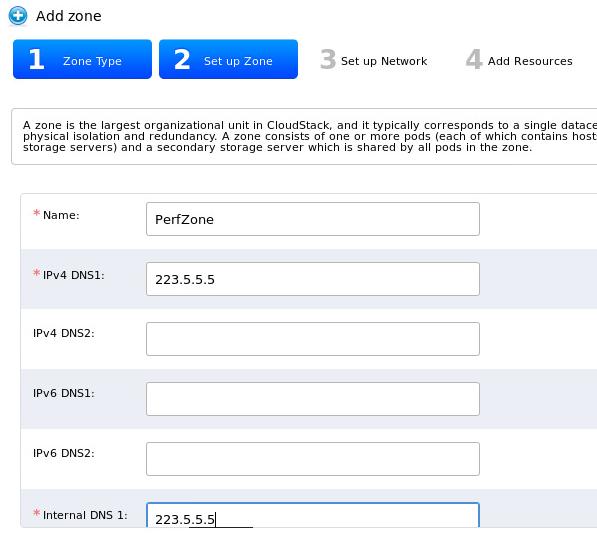 Add zone
1 Zone Type 2 Set up Zone 3 Set up Network 4 Add Resources
A zone is the largest organizational unit in CloudStack, and it typically corresponds to a single datace
physical isolation and redundancy. A zone consists of one or more pods (each of which contains host
storage servers) and a secondary storage server which is shared by all pods in the zone.
* Name: PerfZone
* IPv4 DNS1: 223.5.5.5
IPv4 DNS2:
IPv6 DNS1:
IPv6 DNS2:
* Internal DNS 1: 223.5.5.5